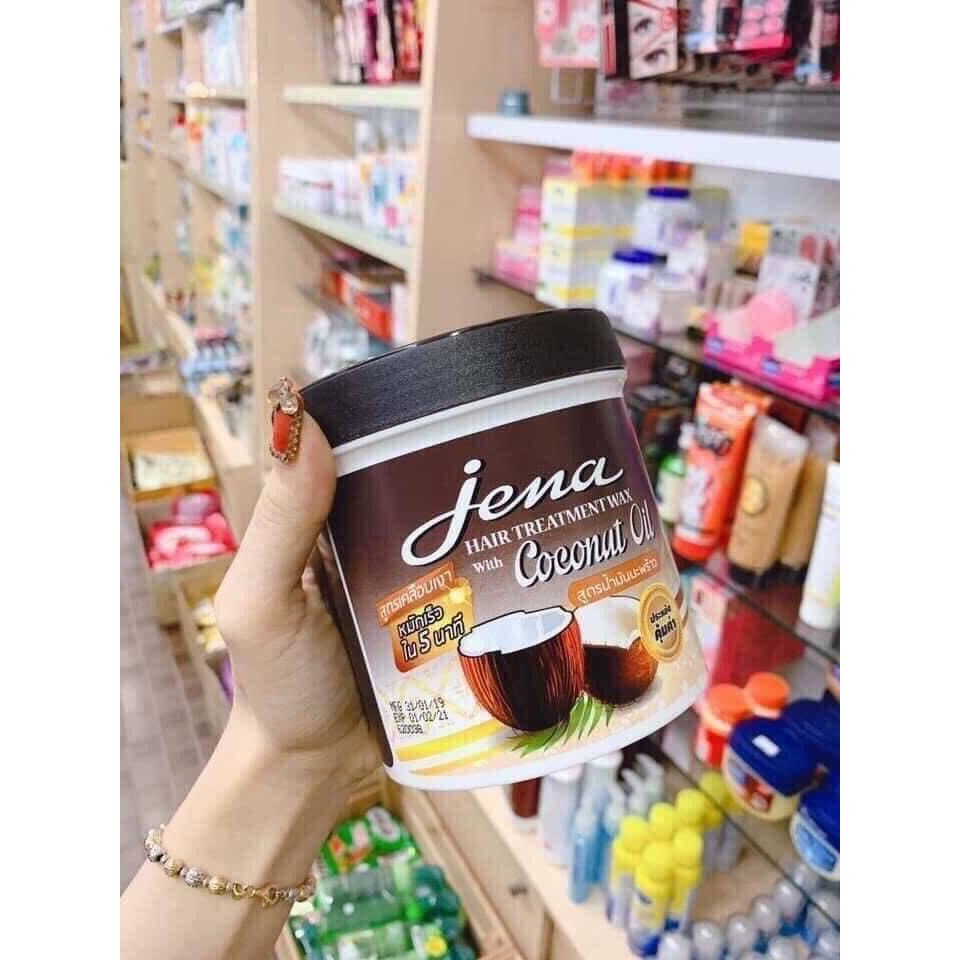 jena
HAIR TREATMENT WAX
With Coconut Oil
สูตรเคลือบเงา
สูตรน้ำมันมะพร้าว
หมักเร็ว
ใน 5 นาที
ประหยัด
คุ้มค่า
MFG 31/01/19
EXP 01/02/21
620036